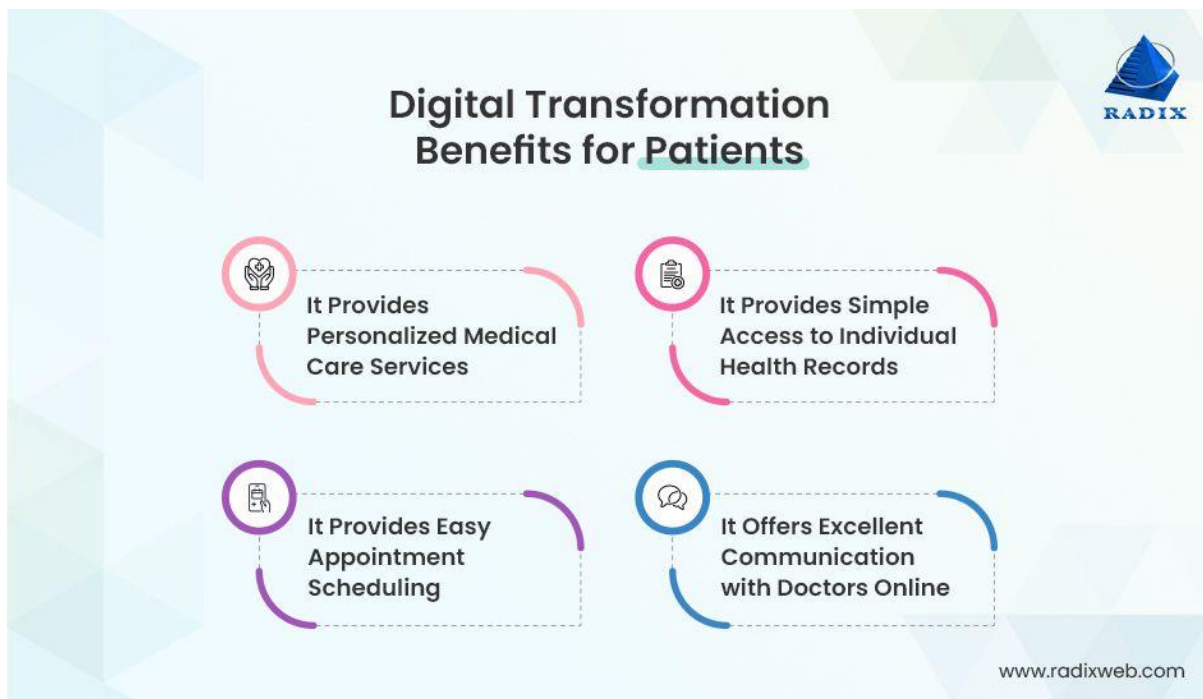 RADIX
Digital Transformation
Benefits for Patients
It Provides
Personalized Medical
Care Services
It Provides Simple
Access to Individual
Health Records
It Provides Easy
Appointment
Scheduling
It Offers Excellent
Communication
with Doctors Online
www.radixweb.com